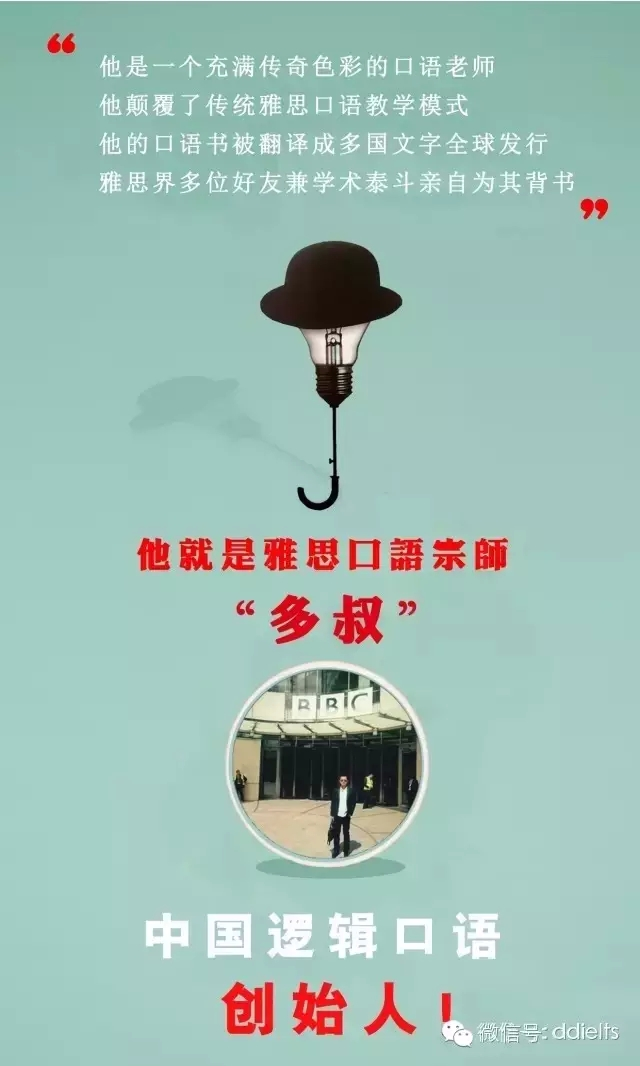 “
他是一个充满传奇色彩的口语老师
他颠覆了传统雅思口语教学模式
他的口语书被翻译成多国文字全球发行
雅思界多位好友兼学术泰斗亲自为其背书
”
他就是雅思口語宗師
“多叔”
BBC
中国逻辑口语
创始人!
微信号: ddielts